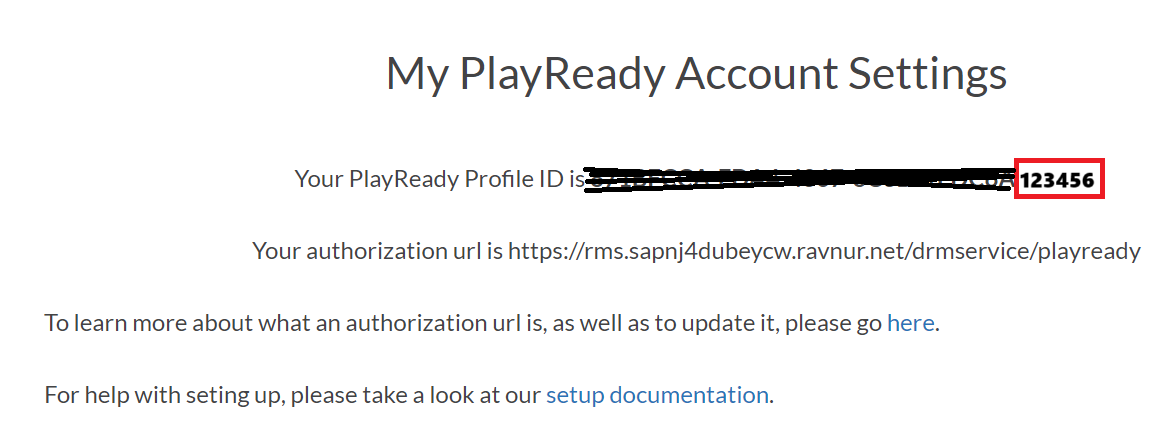 My PlayReady Account Settings
Your PlayReady Profile ID is 123456
Your authorization url is https://rms.sapnj4dubeycw.ravnur.net/drmservice/playready
To learn more about what an authorization url is, as well as to update it, please go here.
For help with seting up, please take a look at our setup documentation.